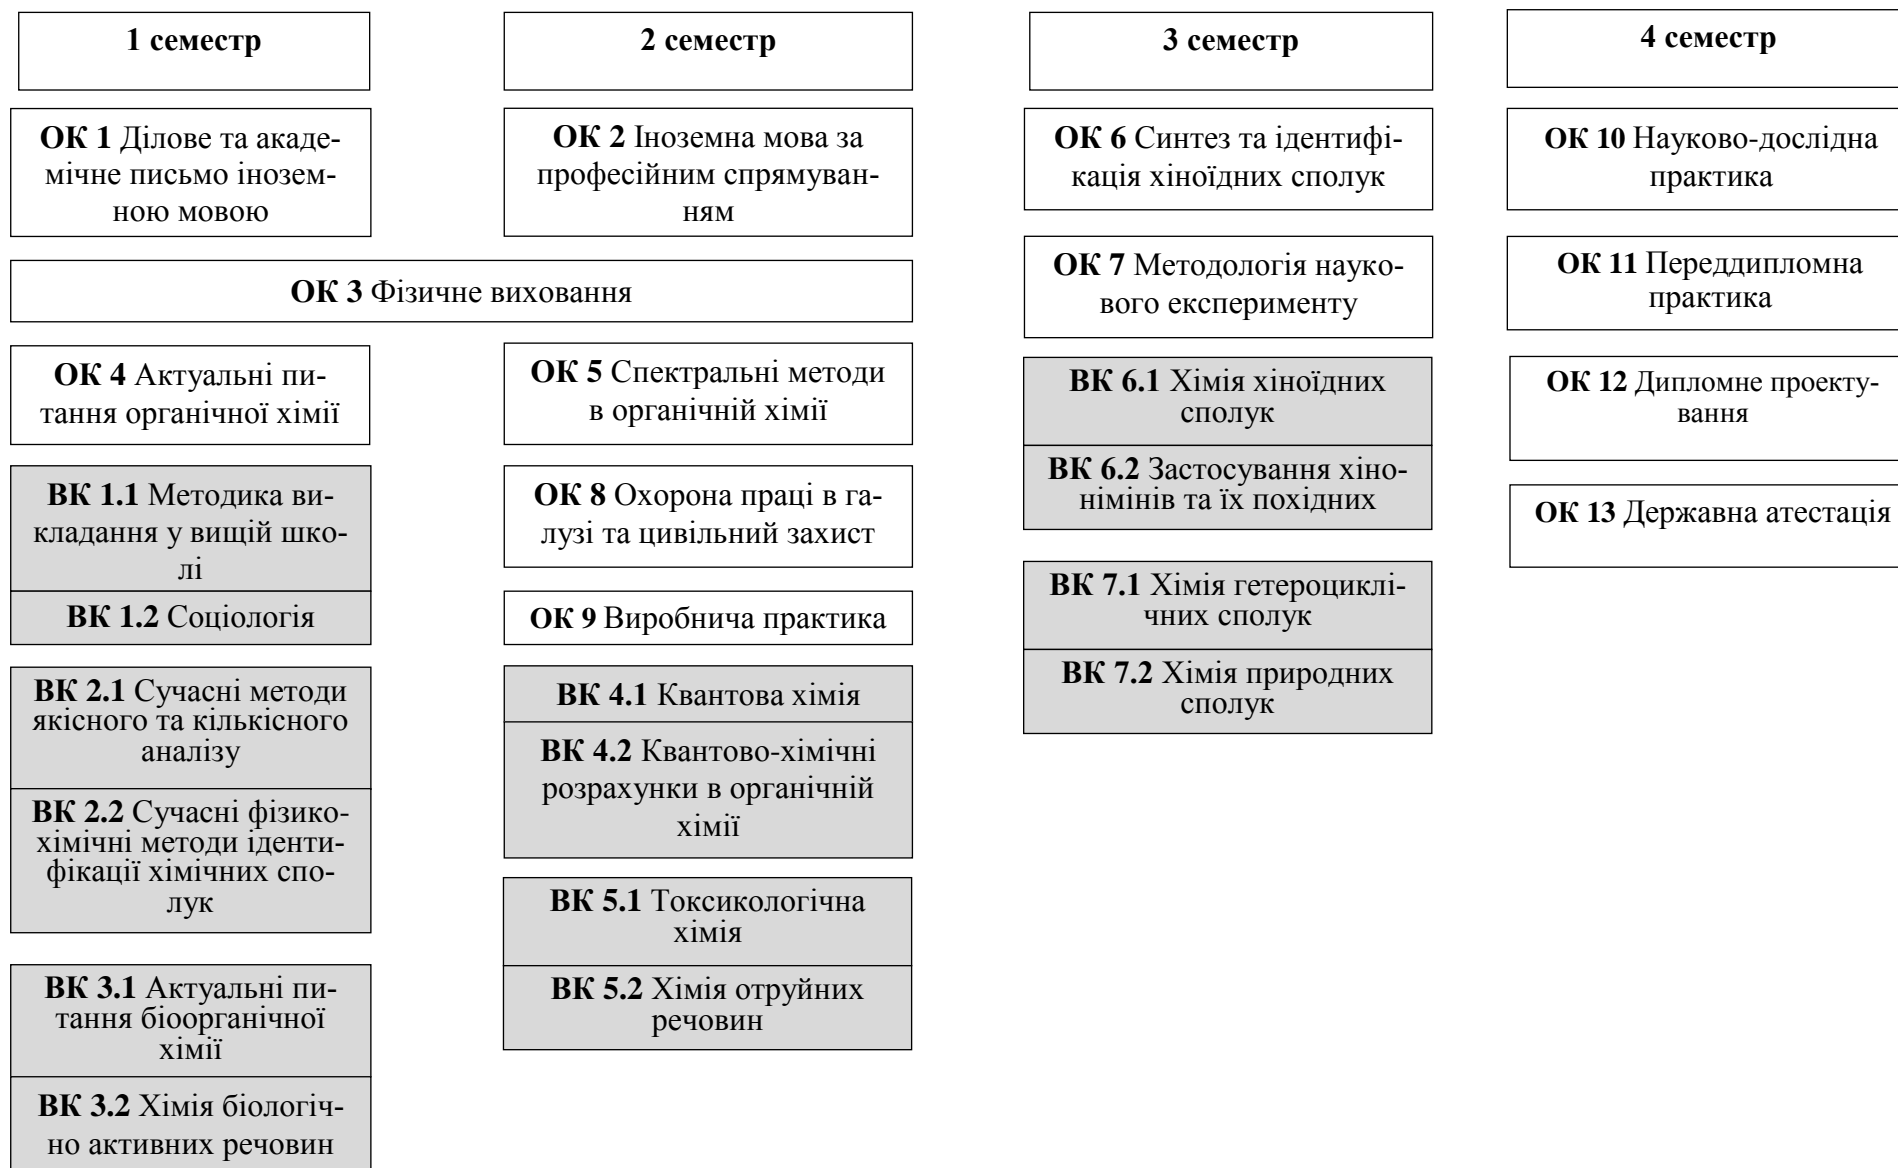 1 семестр
ОК 1 Ділове та акаде-
мічне письмо інозем-
ною мовою
2 семестр
ОК 2 Іноземна мова за
професійним спрямуван-
ням
ОК 3 Фізичне виховання
ОК 4 Актуальні пи-
тання органічної хімії
ВК 1.1 Методика ви-
кладання у вищій шко-
лі
ВК 1.2 Соціологія
ВК 2.1 Сучасні методи
якісного та кількісного
аналізу
ВК 2.2 Сучасні фізико-
хімічні методи іденти-
фікації хімічних спо-
лук
ВК 3.1 Актуальні пи-
тання біоорганічної
хімії
ВК 3.2 Хімія біологіч-
но активних речовин
ОК 5 Спектральні методи
в органічній хімії
ОК 8 Охорона праці в га-
лузі та цивільний захист
ОК 9 Виробнича практика
ВК 4.1 Квантова хімія
ВК 4.2 Квантово-хімічні
розрахунки в органічній
хімії
ВК 5.1 Токсикологічна
хімія
ВК 5.2 Хімія отруйних
речовин
3 семестр
ОК 6 Синтез та ідентифі-
кація хіноїдних сполук
ОК 7 Методологія науко-
вого експерименту
ВК 6.1 Хімія хіноїдних
сполук
ВК 6.2 Застосування хіно-
німінів та їх похідних
ВК 7.1 Хімія гетероциклі-
чних сполук
ВК 7.2 Хімія природних
сполук
4 семестр
ОК 10 Науково-дослідна
практика
ОК 11 Переддипломна
практика
ОК 12 Дипломне проекту-
вання
ОК 13 Державна атестація